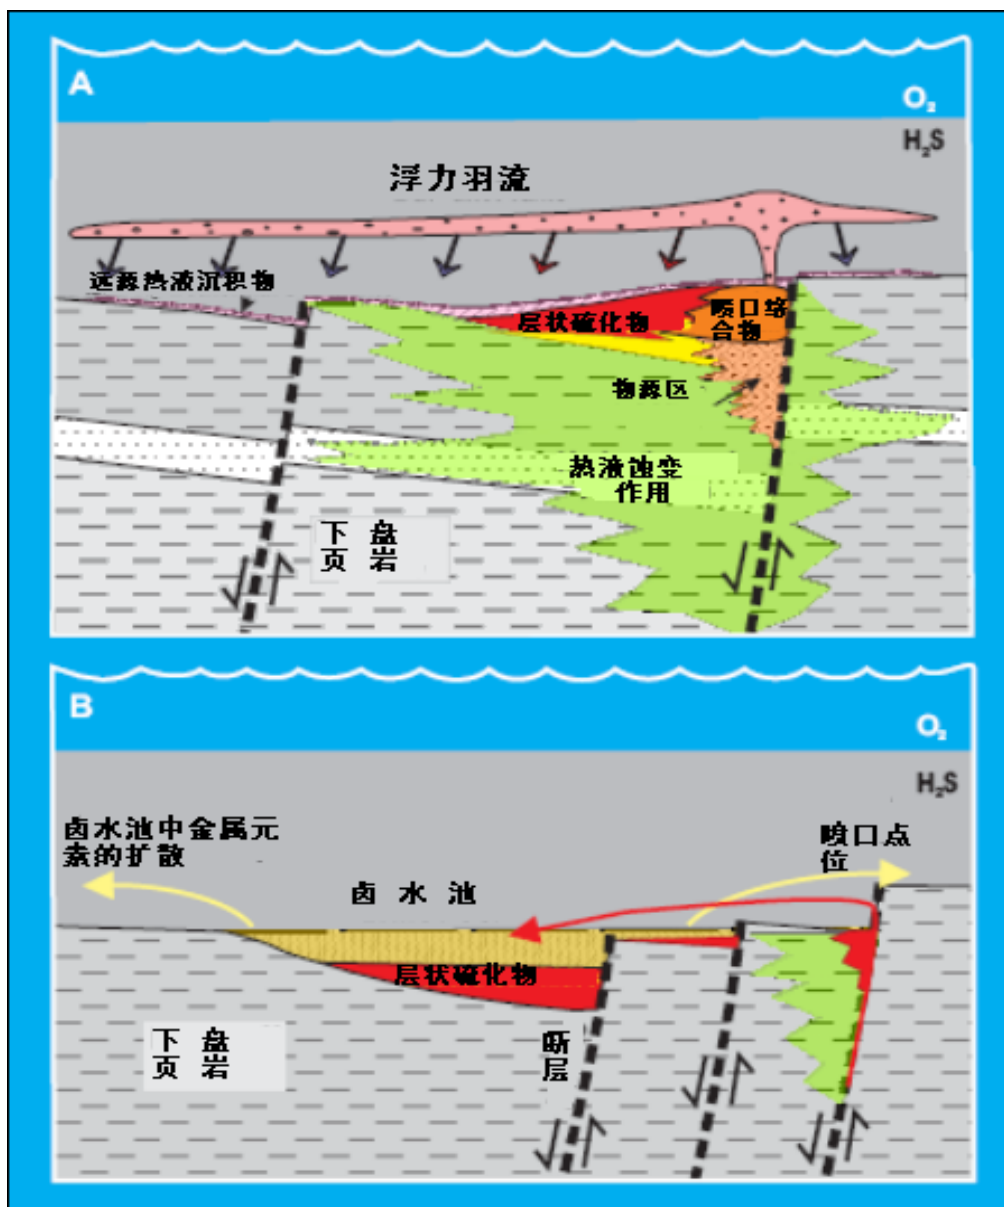 A
O₂
H₂S
浮力羽流
远源热液沉积物
层状硫化物
喷口综
合物
物源区
热液蚀变
作用
下 盘
页 岩
B
O₂
H₂S
卤水池中金属元
素的扩散
喷口点
位
卤 水 池
层状硫化物
下 盘
页 岩
断
层